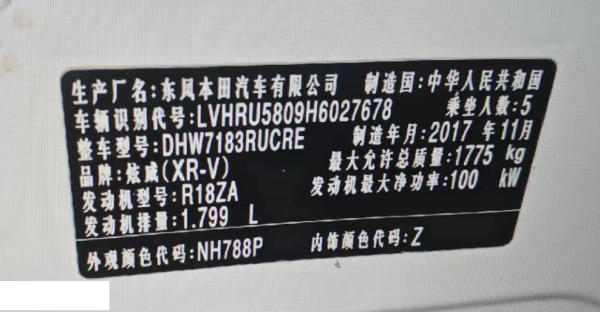 生产厂名:东风本田汽车有限公司 制造国:中华人民共和国
车辆识别代号:LVHRU5809H6027678 乘坐人数:5
整车型号:DHW7183RUCRE 制造年月:2017 年 11月
品牌:炫威(XR-V) 最大允许总质量:1775 kg
发动机型号:R18ZA 发动机最大净功率:100 kW
发动机排量:1.799 L
外观颜色代码:NH788P 内饰颜色代码:Z